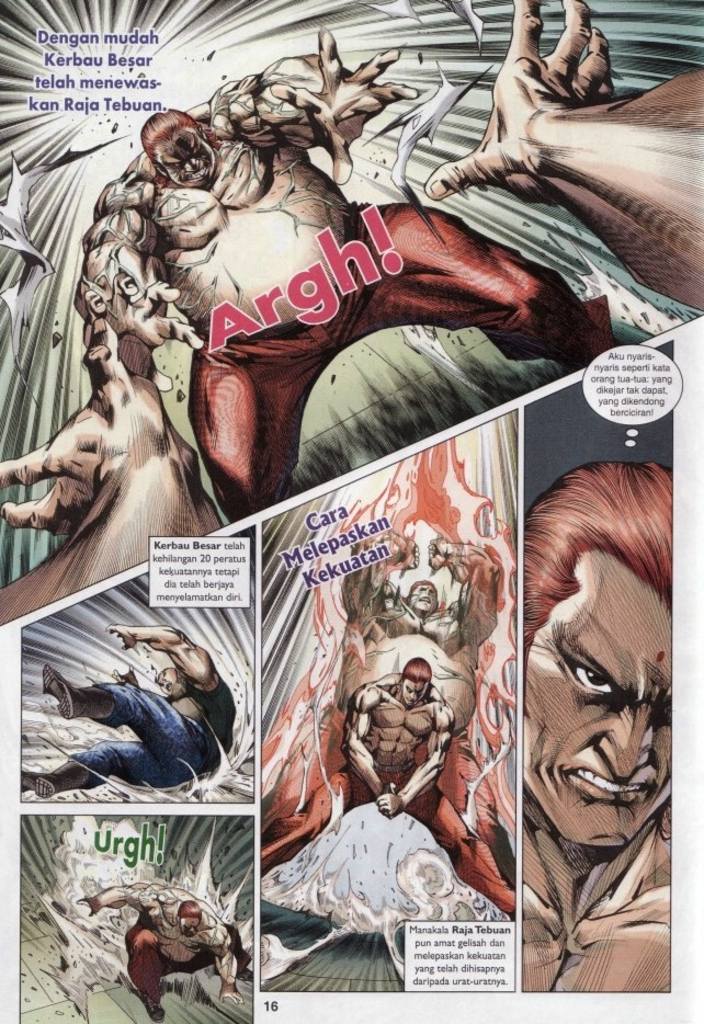 Dengan mudah
Kerbau Besar
telah menewas-
kan Raja Tebuan.
Argh!
Aku nyaris-
nyaris seperti kata
orang tua-tua: yang
dikejar tak dapat,
yang dikendong
berciciran!
Kerbau Besar telah
kehilangan 20 peratus
kekuatannya tetapi
dia telah berjaya
menyelamatkan diri.
Cara
Melepaskan
Kekuatan
Urgh!
Manakala Raja Tebuan
pun amat gelisah dan
melepaskan kekuatan
yang telah dihisapnya
daripada urat-uratnya.
16